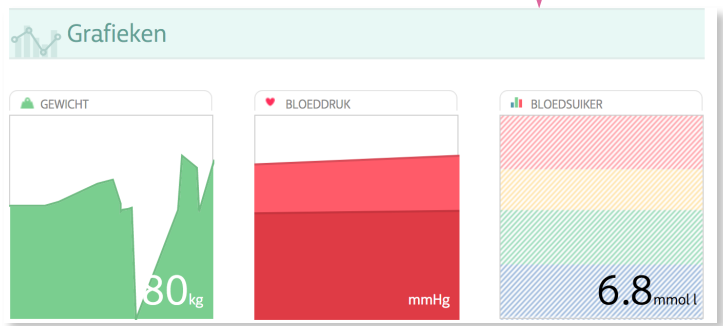 Grafieken
GEWICHT
BLOEDDRUK
BLOEDSUIKER
80kg
mmHg
6.8mmol l